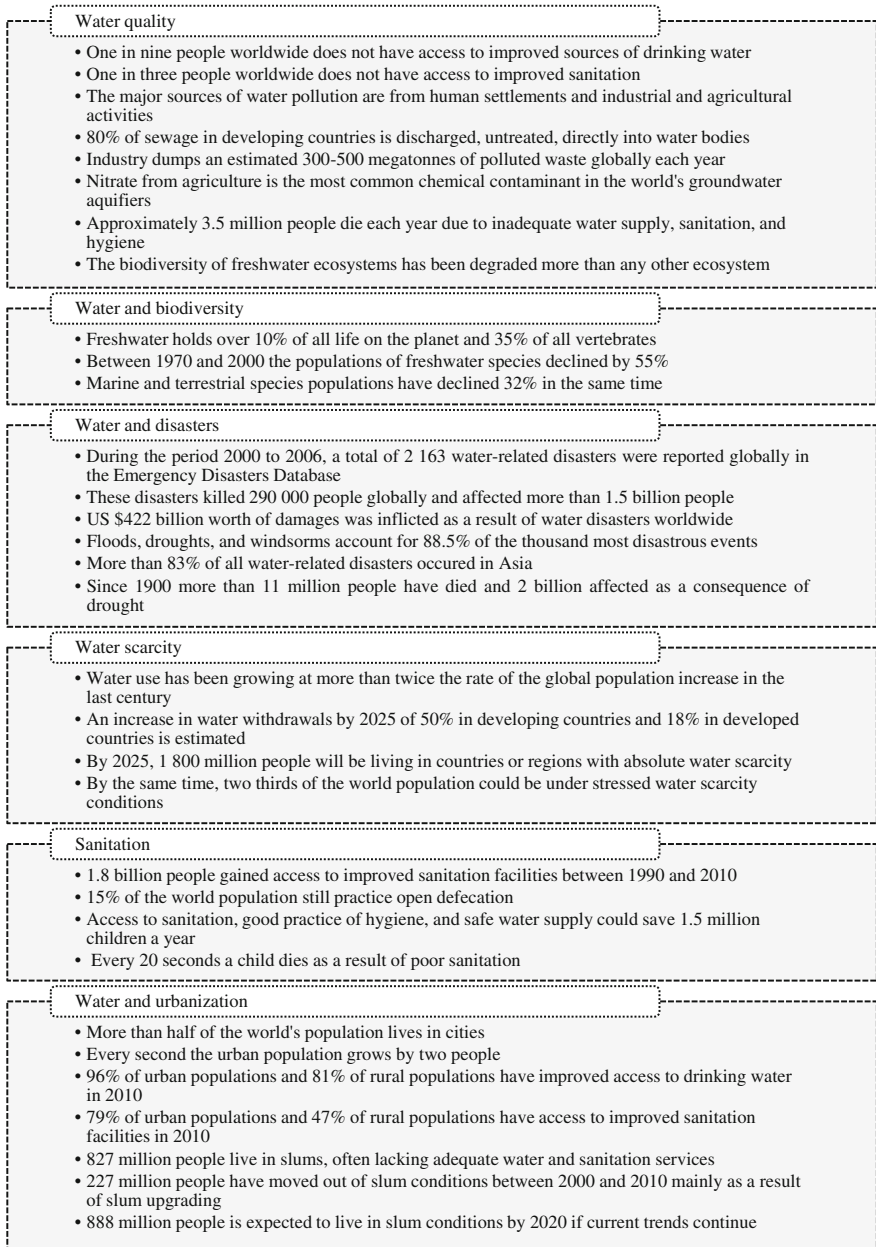 Water quality
• One in nine people worldwide does not have access to improved sources of drinking water
• One in three people worldwide does not have access to improved sanitation
• The major sources of water pollution are from human settlements and industrial and agricultural
activities
• 80% of sewage in developing countries is discharged, untreated, directly into water bodies
• Industry dumps an estimated 300-500 megatonnes of polluted waste globally each year
• Nitrate from agriculture is the most common chemical contaminant in the world's groundwater
aquifiers
• Approximately 3.5 million people die each year due to inadequate water supply, sanitation, and
hygiene
• The biodiversity of freshwater ecosystems has been degraded more than any other ecosystem
Water and biodiversity
• Freshwater holds over 10% of all life on the planet and 35% of all vertebrates
• Between 1970 and 2000 the populations of freshwater species declined by 55%
• Marine and terrestrial species populations have declined 32% in the same time
Water and disasters
• During the period 2000 to 2006, a total of 2 163 water-related disasters were reported globally in
the Emergency Disasters Database
• These disasters killed 290 000 people globally and affected more than 1.5 billion people
• US $422 billion worth of damages was inflicted as a result of water disasters worldwide
• Floods, droughts, and windsorms account for 88.5% of the thousand most disastrous events
• More than 83% of all water-related disasters occured in Asia
• Since 1900 more than 11 million people have died and 2 billion affected as a consequence of
drought
Water scarcity
• Water use has been growing at more than twice the rate of the global population increase in the
last century
• An increase in water withdrawals by 2025 of 50% in developing countries and 18% in developed
countries is estimated
• By 2025, 1 800 million people will be living in countries or regions with absolute water scarcity
• By the same time, two thirds of the world population could be under stressed water scarcity
conditions
Sanitation
• 1.8 billion people gained access to improved sanitation facilities between 1990 and 2010
• 15% of the world population still practice open defecation
• Access to sanitation, good practice of hygiene, and safe water supply could save 1.5 million
children a year
• Every 20 seconds a child dies as a result of poor sanitation
Water and urbanization
• More than half of the world's population lives in cities
• Every second the urban population grows by two people
• 96% of urban populations and 81% of rural populations have improved access to drinking water
in 2010
• 79% of urban populations and 47% of rural populations have access to improved sanitation
facilities in 2010
• 827 million people live in slums, often lacking adequate water and sanitation services
• 227 million people have moved out of slum conditions between 2000 and 2010 mainly as a result
of slum upgrading
• 888 million people is expected to live in slum conditions by 2020 if current trends continue